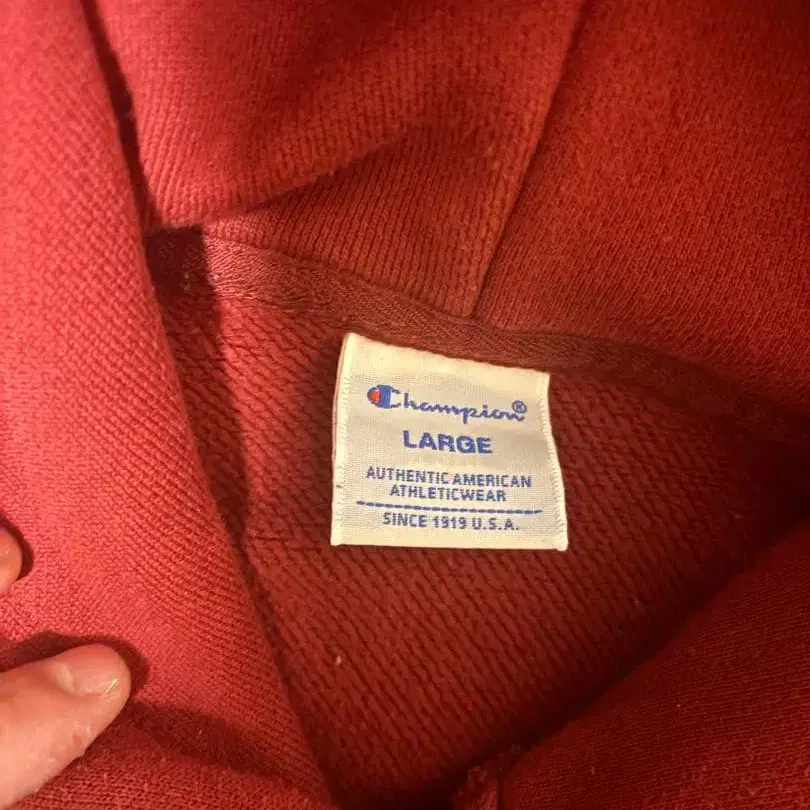 Champion®
LARGE
AUTHENTIC AMERICAN
ATHLETICWEAR
SINCE 1919 U.S.A.